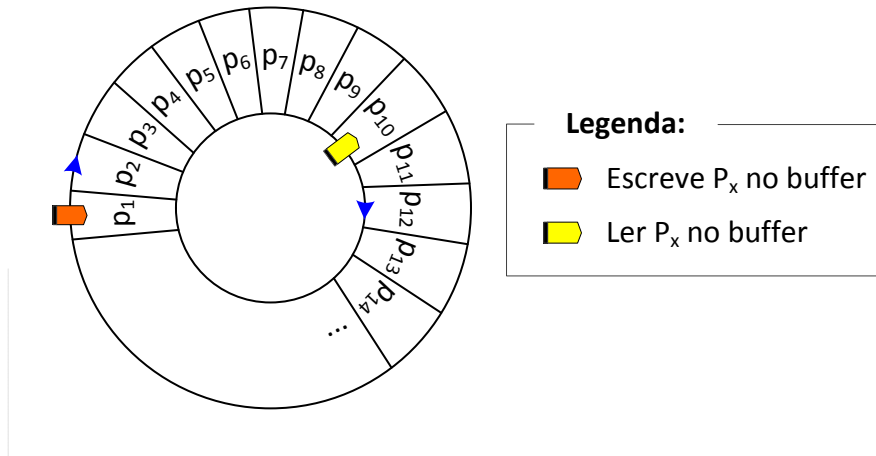 p₁
p₂
p₃
p₄
p₅
p₆
p₇
p₈
p₉
p₁₀
p₁₁
p₁₂
p₁₃
p₁₄
...
Legenda:
Escreve Pₓ no buffer
Ler Pₓ no buffer